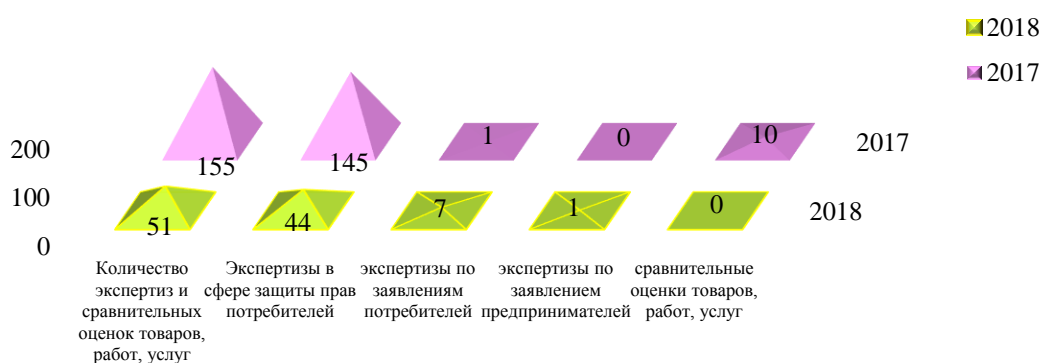 2018
2017
200
100
0
155
145
1
0
10
2017
51
44
7
1
0
2018
Количество
экспертиз и
сравнительных
оценок товаров,
работ, услуг
Экспертизы в
сфере защиты прав
потребителей
экспертизы по
заявлениям
потребителей
экспертизы по
заявлением
предпринимателей
сравнительные
оценки товаров,
работ, услуг